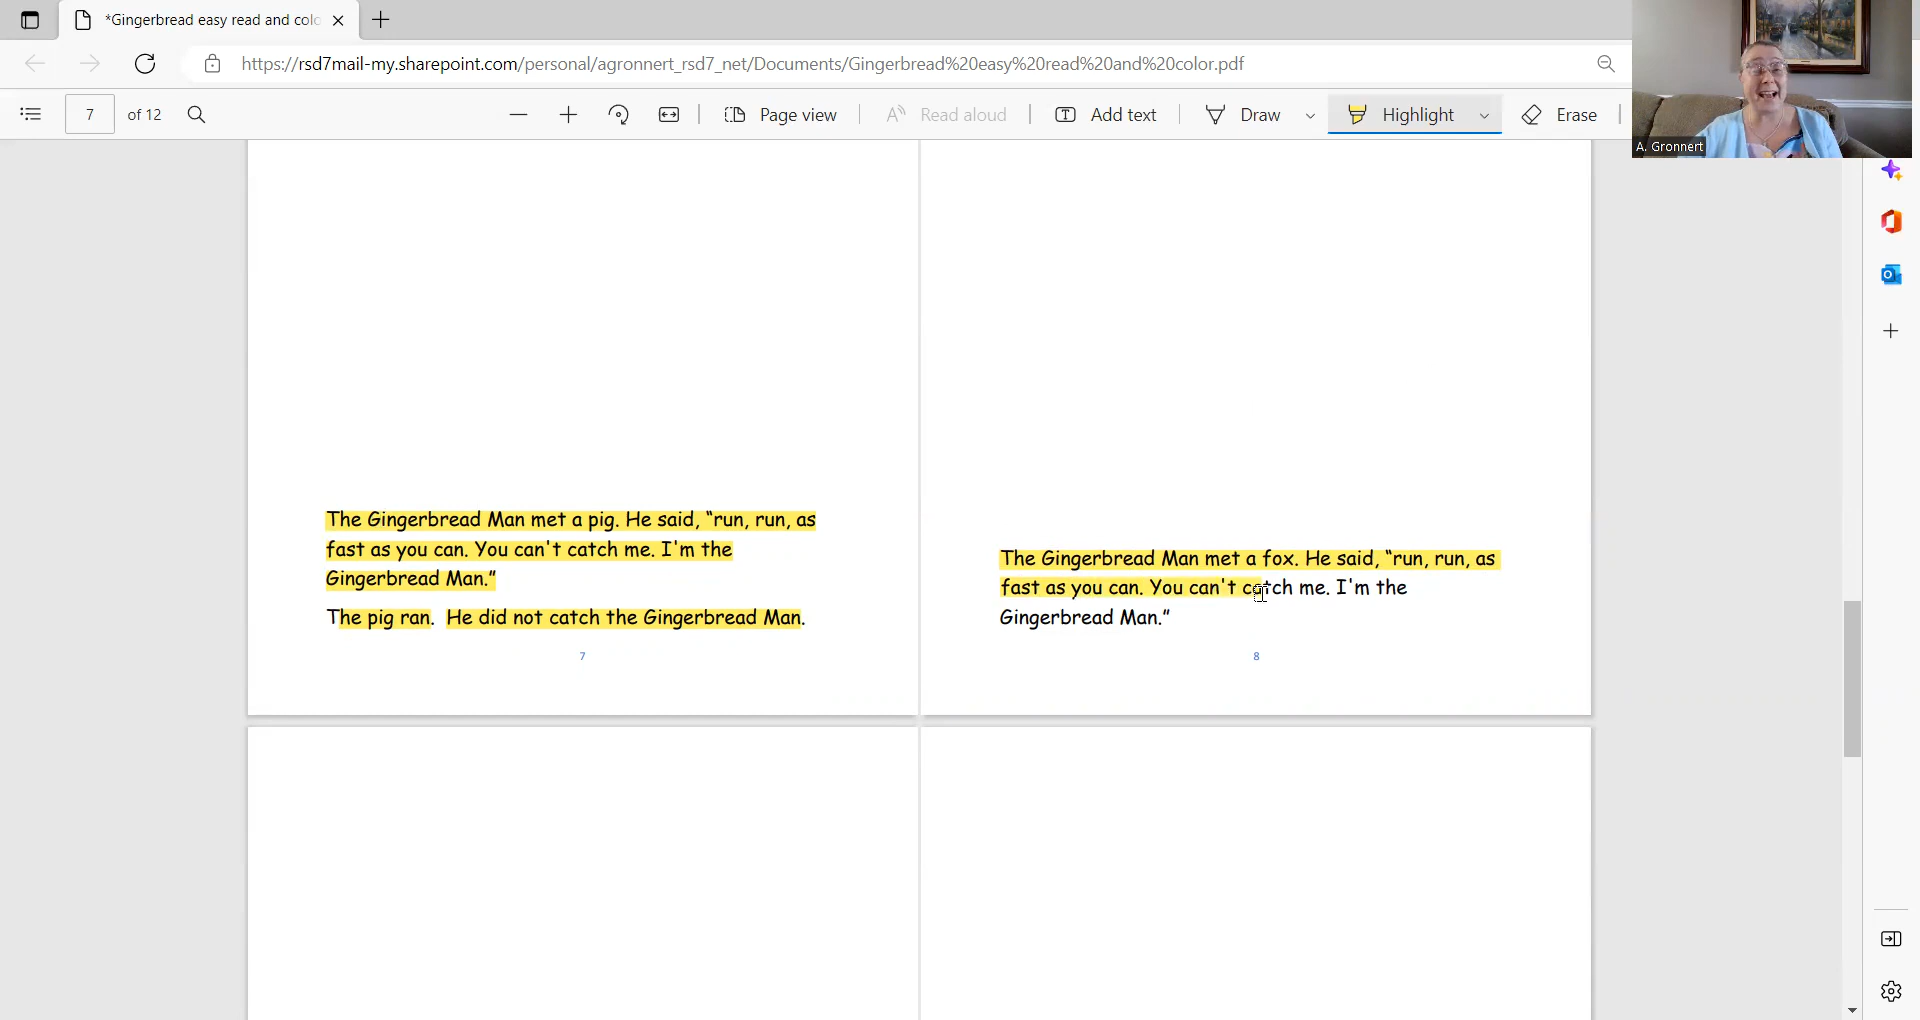 *Gingerbread easy read and colo
https://rsd7mail-my.sharepoint.com/personal/agronnert_rsd7_net/Documents/Gingerbread%20easy%20read%20and%20color.pdf
7 of 12 Page view Read aloud Add text Draw Highlight Erase
A. Gronnert
The Gingerbread Man met a pig. He said, “run, run, as
fast as you can. You can't catch me. I'm the
Gingerbread Man.”
The pig ran. He did not catch the Gingerbread Man.
7
The Gingerbread Man met a fox. He said, “run, run, as
fast as you can. You can't catch me. I'm the
Gingerbread Man.”
8